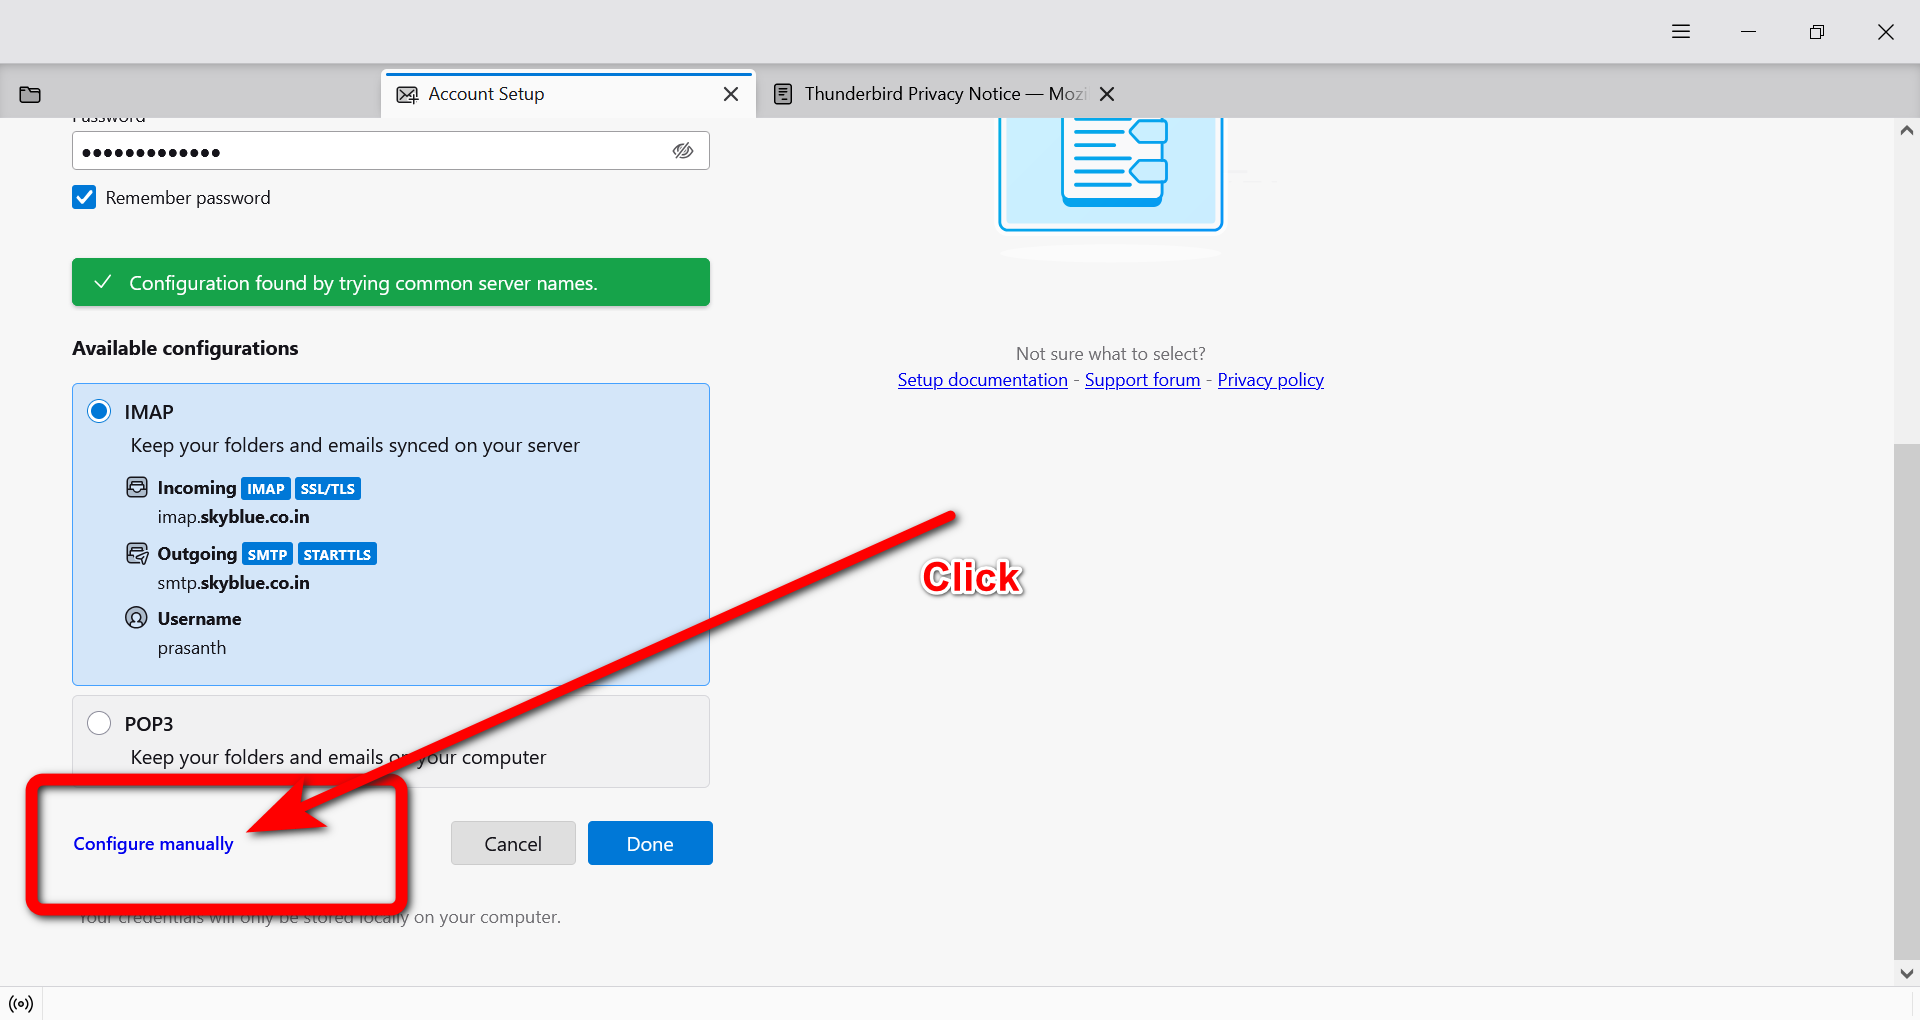 Account Setup
Thunderbird Privacy Notice — Mozi
Password
●●●●●●●●●●●●●
Remember password
Configuration found by trying common server names.
Available configurations
Not sure what to select?
Setup documentation - Support forum - Privacy policy
IMAP
Keep your folders and emails synced on your server
Incoming IMAP SSL/TLS
imap.skyblue.co.in
Outgoing SMTP STARTTLS
smtp.skyblue.co.in
Click
Username
prasanth
POP3
Keep your folders and emails on your computer
Configure manually
Cancel
Done
Your credentials will only be stored locally on your computer.